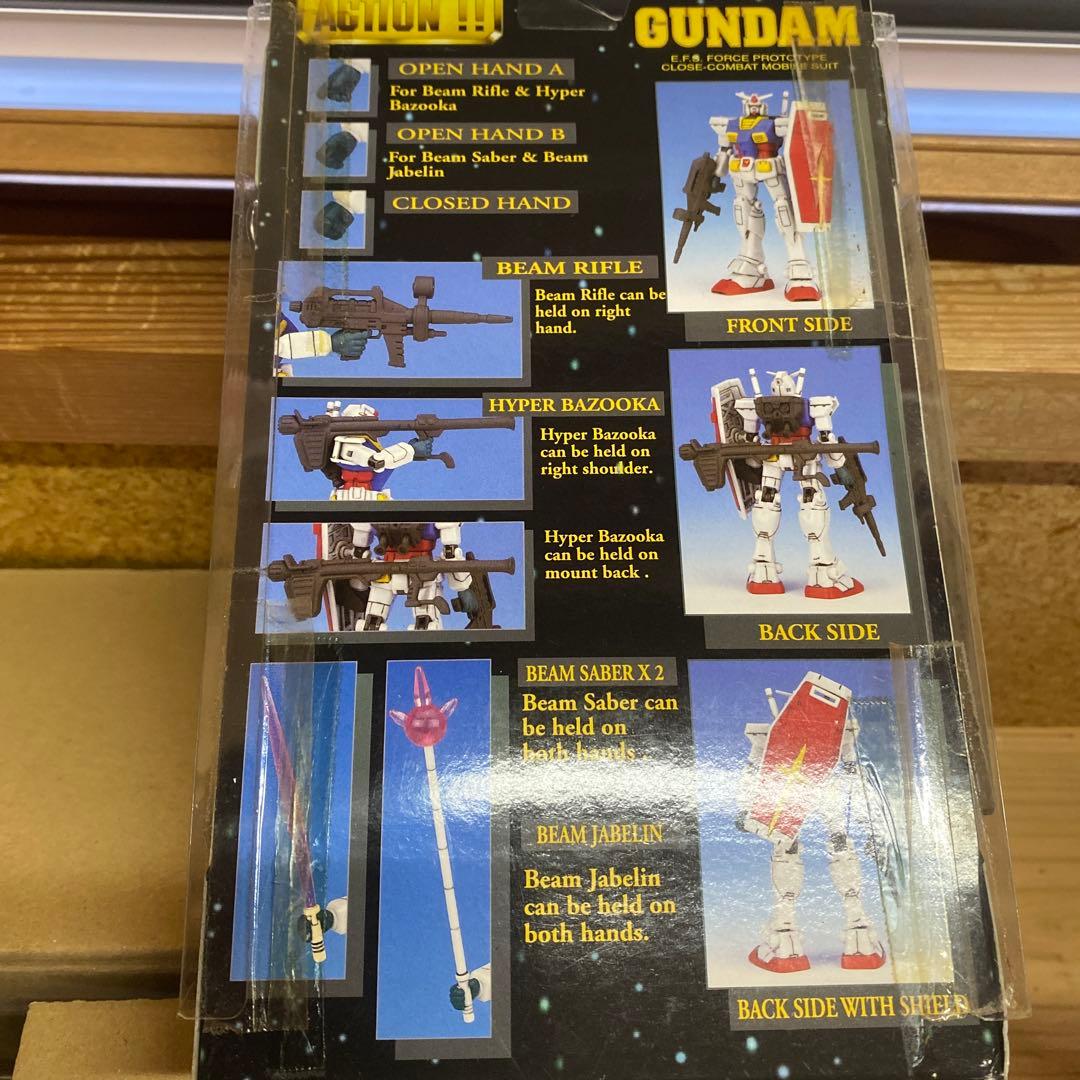 ACTION !!
GUNDAM
E.F.S. FORCE PROTOTYPE
CLOSE-COMBAT MOBILE SUIT
OPEN HAND A
For Beam Rifle & Hyper
Bazooka
OPEN HAND B
For Beam Saber & Beam
Jabelin
CLOSED HAND
BEAM RIFLE
Beam Rifle can be
held on right
hand.
FRONT SIDE
HYPER BAZOOKA
Hyper Bazooka
can be held on
right shoulder.
Hyper Bazooka
can be held on
mount back .
BACK SIDE
BEAM SABER X 2
Beam Saber can
be held on
both hands .
BEAM JABELIN
Beam Jabelin
can be held on
both hands.
BACK SIDE WITH SHIELD